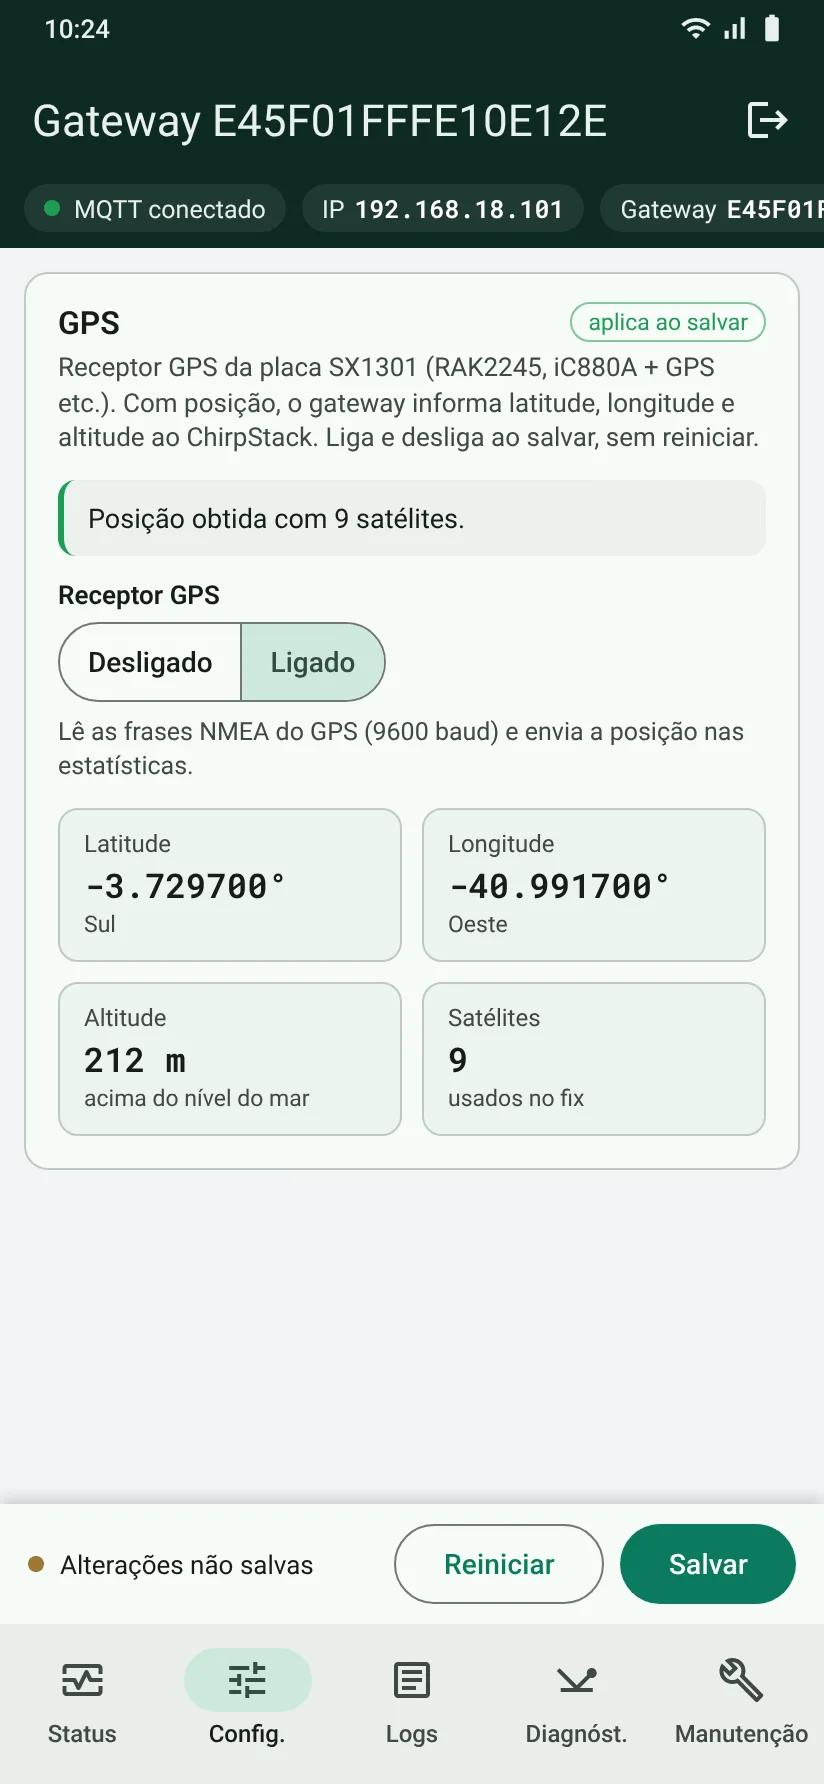 10:24
Gateway E45F01FFFE10E12E
MQTT conectado
IP 192.168.18.101
Gateway E45F01F
GPS
aplica ao salvar
Receptor GPS da placa SX1301 (RAK2245, iC880A + GPS
etc.). Com posição, o gateway informa latitude, longitude e
altitude ao ChirpStack. Liga e desliga ao salvar, sem reiniciar.
Posição obtida com 9 satélites.
Receptor GPS
Desligado
Ligado
Lê as frases NMEA do GPS (9600 baud) e envia a posição nas
estatísticas.
Latitude
-3.729700°
Sul
Longitude
-40.991700°
Oeste
Altitude
212 m
acima do nível do mar
Satélites
9
usados no fix
Alterações não salvas
Reiniciar
Salvar
Status
Config.
Logs
Diagnóst.
Manutenção